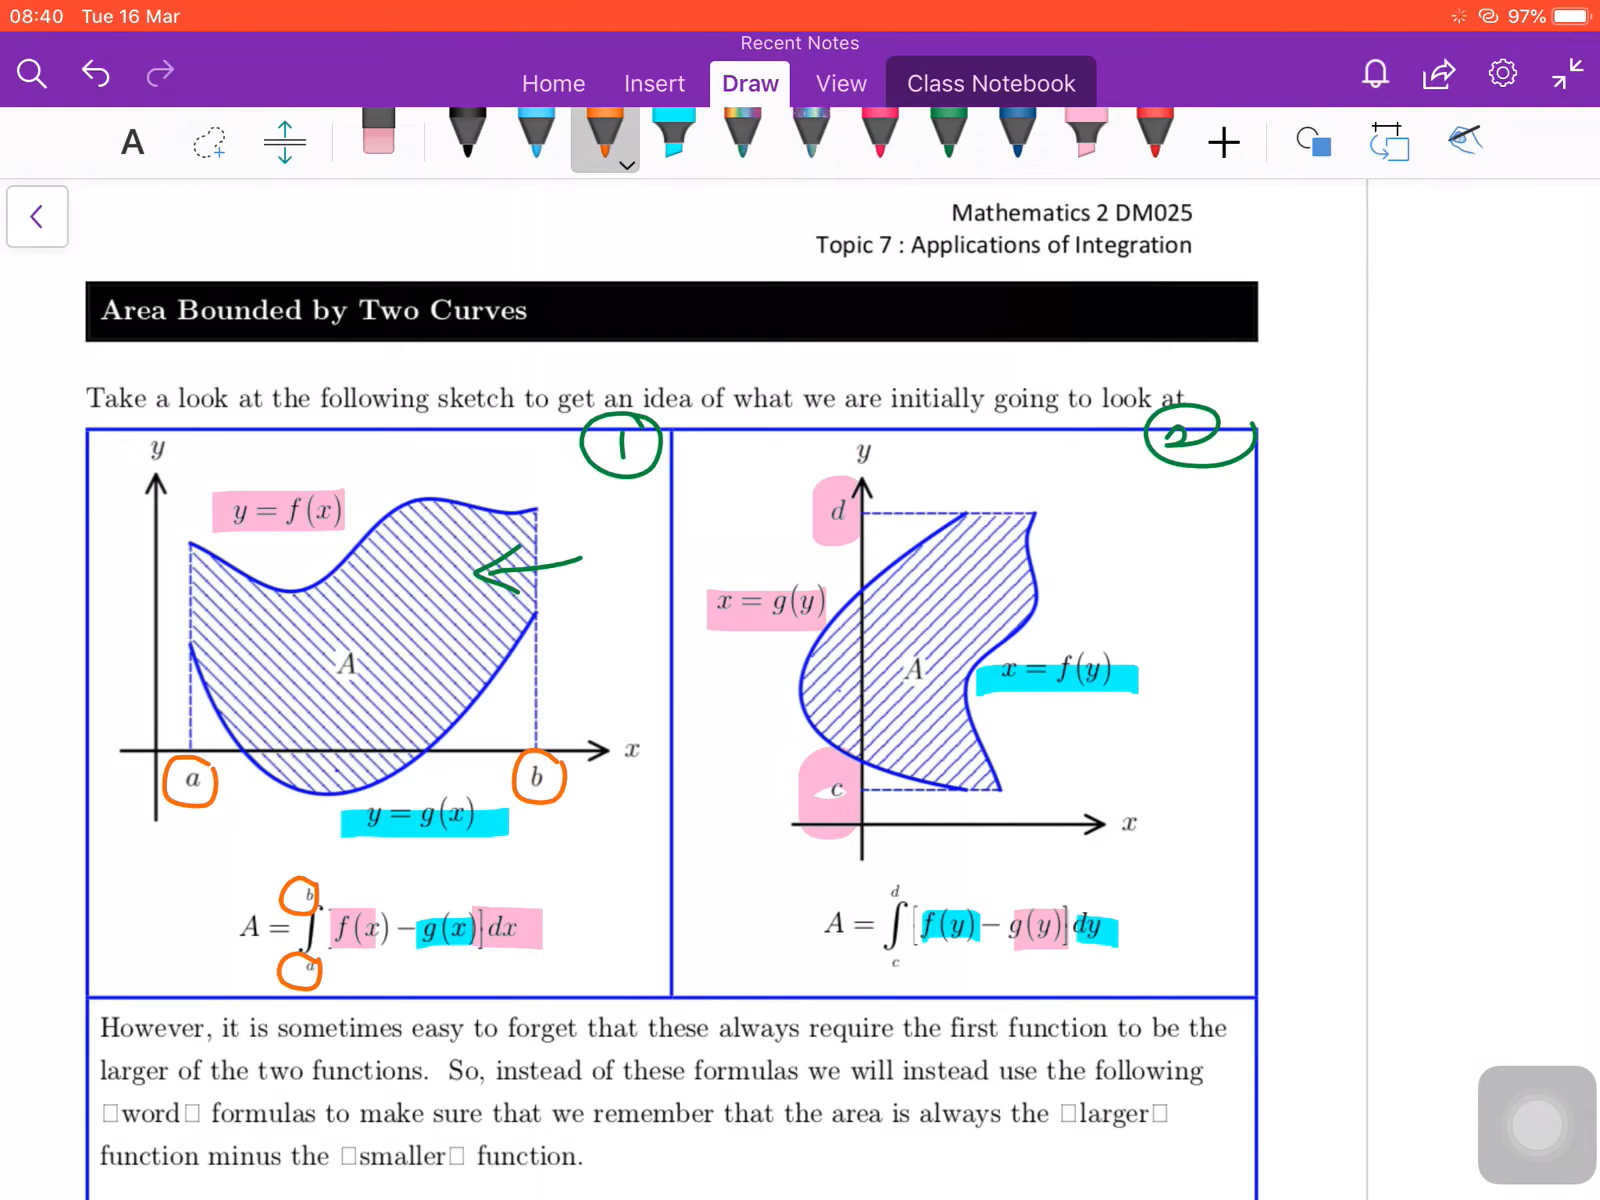 08:40 Tue 16 Mar
97%
Recent Notes
Home Insert Draw View Class Notebook
A
Mathematics 2 DM025
Topic 7 : Applications of Integration
Area Bounded by Two Curves
Take a look at the following sketch to get an idea of what we are initially going to look at
1
y
y = f(x)
A
x
a
b
y = g(x)
A = ∫_a^b [f(x) − g(x)] dx
2
y
d
x = g(y)
A
x = f(y)
c
x
A = ∫_c^d [f(y) − g(y)] dy
However, it is sometimes easy to forget that these always require the first function to be the
larger of the two functions. So, instead of these formulas we will instead use the following
□word□ formulas to make sure that we remember that the area is always the □larger□
function minus the □smaller□ function.